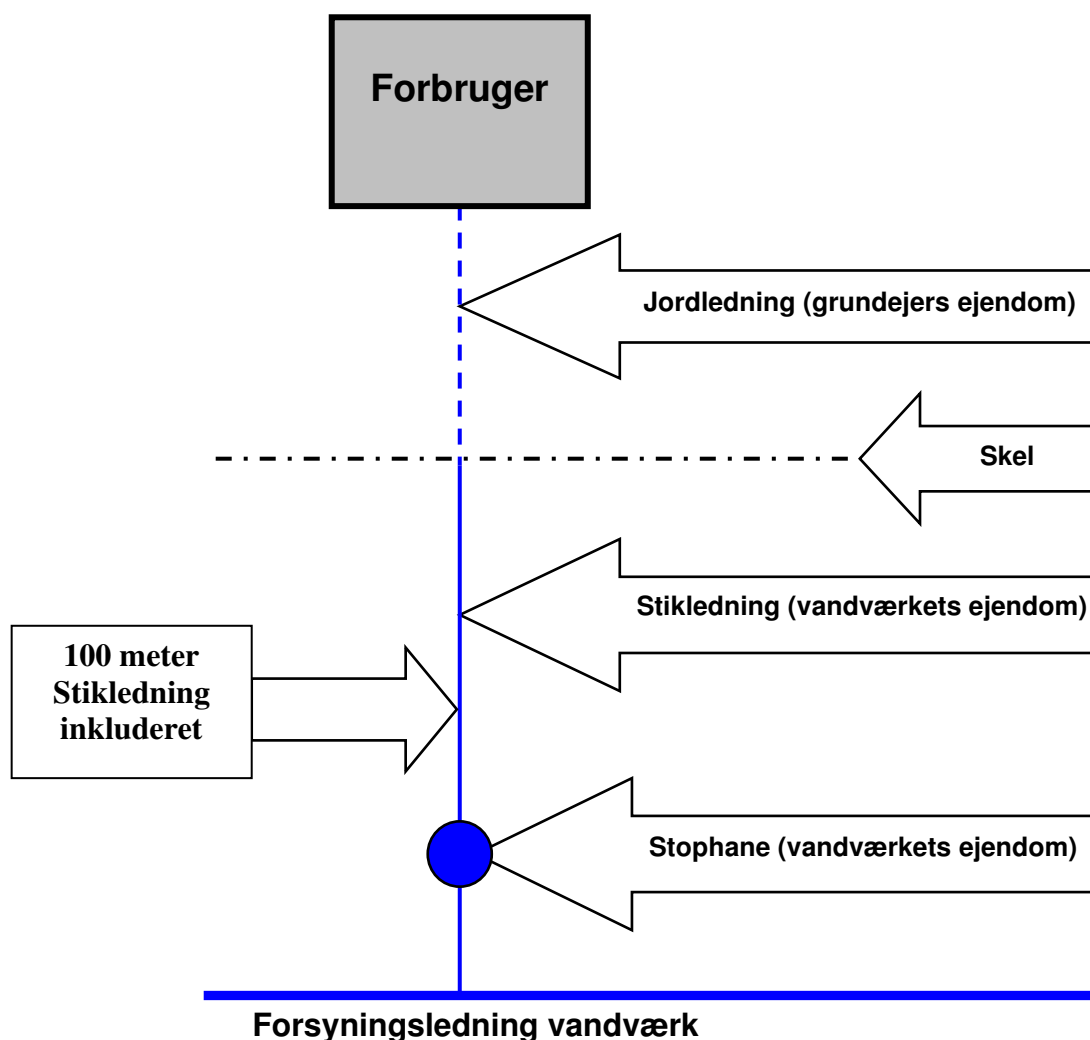 Forbruger
Jordledning (grundejers ejendom)
Skel
Stikledning (vandværkets ejendom)
100 meter
Stikledning
inkluderet
Stophane (vandværkets ejendom)
Forsyningsledning vandværk